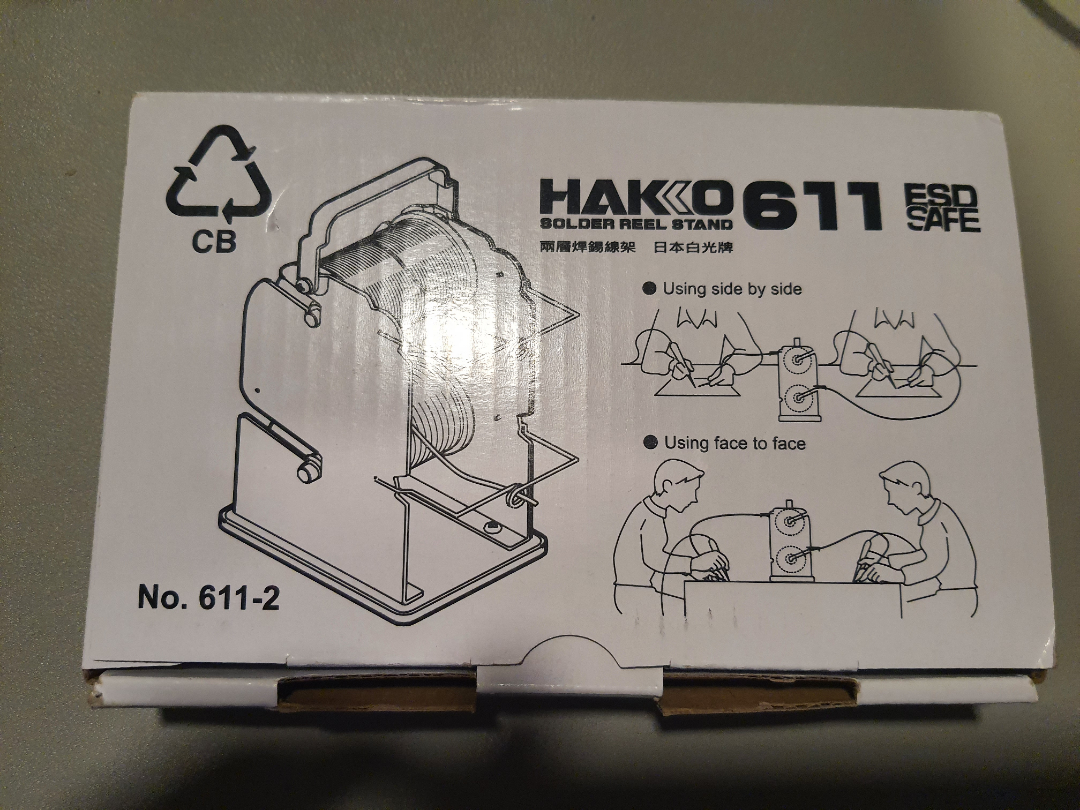 CB
HAKKO 611 ESD SAFE
SOLDER REEL STAND
兩層焊錫線架 日本白光牌
● Using side by side
● Using face to face
No. 611-2